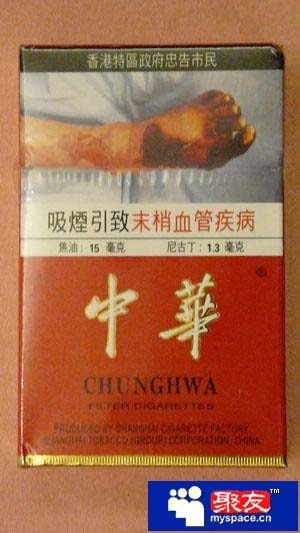 香港特區政府忠告市民
吸煙引致末梢血管疾病
焦油: 15 毫克 尼古丁: 1.3 毫克
中華®
CHUNGHWA
FILTER CIGARETTES
PRODUCED BY SHANGHAI CIGARETTE FACTORY
SHANGHAI TOBACCO (GROUP) CORPORATION, CHINA
聚友™
myspace.cn